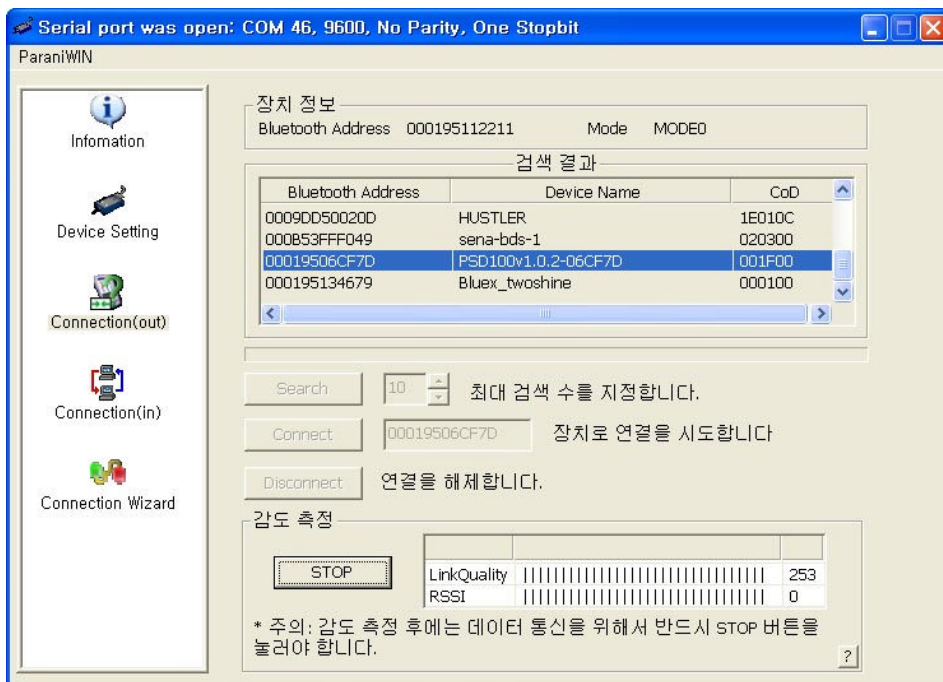 Serial port was open: COM 46, 9600, No Parity, One Stopbit
ParaniWIN
Infomation
Device Setting
Connection(out)
Connection(in)
Connection Wizard
장치 정보
Bluetooth Address 000195112211 Mode MODE0
검색 결과
Bluetooth Address Device Name CoD
0009DD50020D HUSTLER 1E010C
000B53FFF049 sena-bds-1 020300
00019506CF7D PSD100v1.0.2-06CF7D 001F00
000195134679 Bluex_twoshine 000100
Search 10 최대 검색 수를 지정합니다.
Connect 00019506CF7D 장치로 연결을 시도합니다
Disconnect 연결을 해제합니다.
감도 측정
STOP
LinkQuality 253
RSSI 0
* 주의: 감도 측정 후에는 데이터 통신을 위해서 반드시 STOP 버튼을
눌러야 합니다.
?